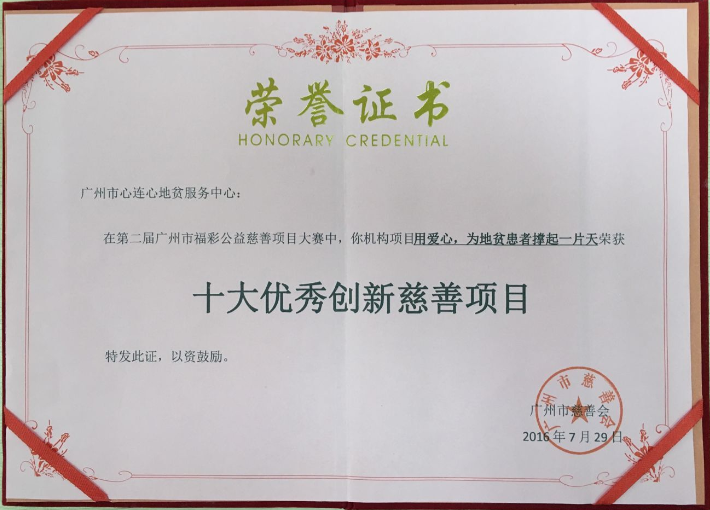 荣誉证书
HONORARY CREDENTIAL
广州市心连心地贫服务中心：
在第二届广州市福彩公益慈善项目大赛中，你机构项目用爱心，为地贫患者撑起一片天荣获
十大优秀创新慈善项目
特发此证，以资鼓励。
广州市慈善会
广州市慈善会
2016年7月29日